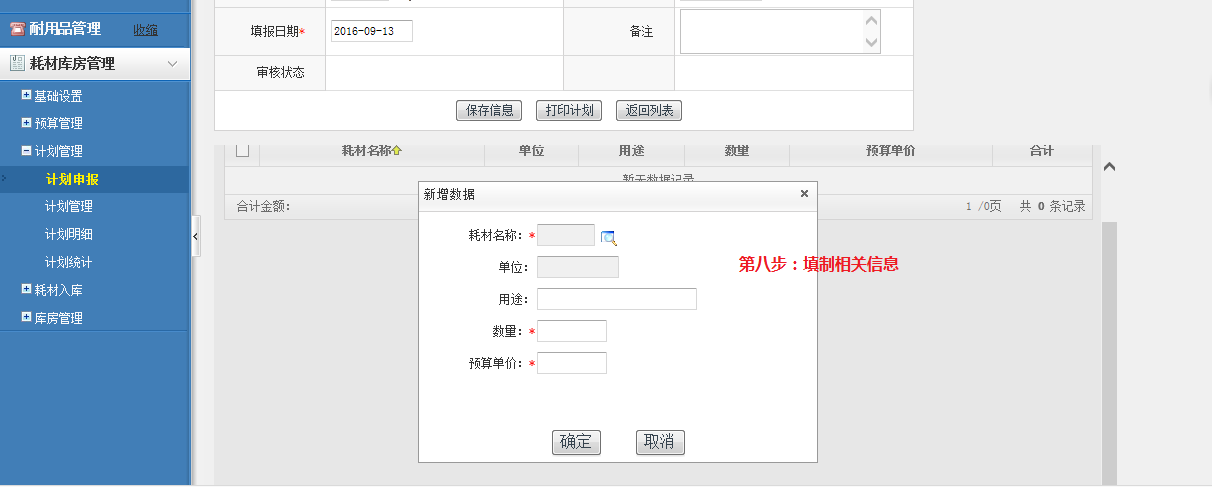 耐用品管理 收缩
耗材库房管理
基础设置
预算管理
计划管理
计划申报
计划管理
计划明细
计划统计
耗材入库
库房管理
填报日期* 2016-09-13 备注
审核状态
保存信息 打印计划 返回列表
耗材名称 单位 用途 数量 预算单价 合计
暂无数据记录
合计金额: 1 /0页 共 0 条记录
新增数据 ×
耗材名称: *
单位:
用途:
数量: *
预算单价: *
确定 取消
第八步：填制相关信息